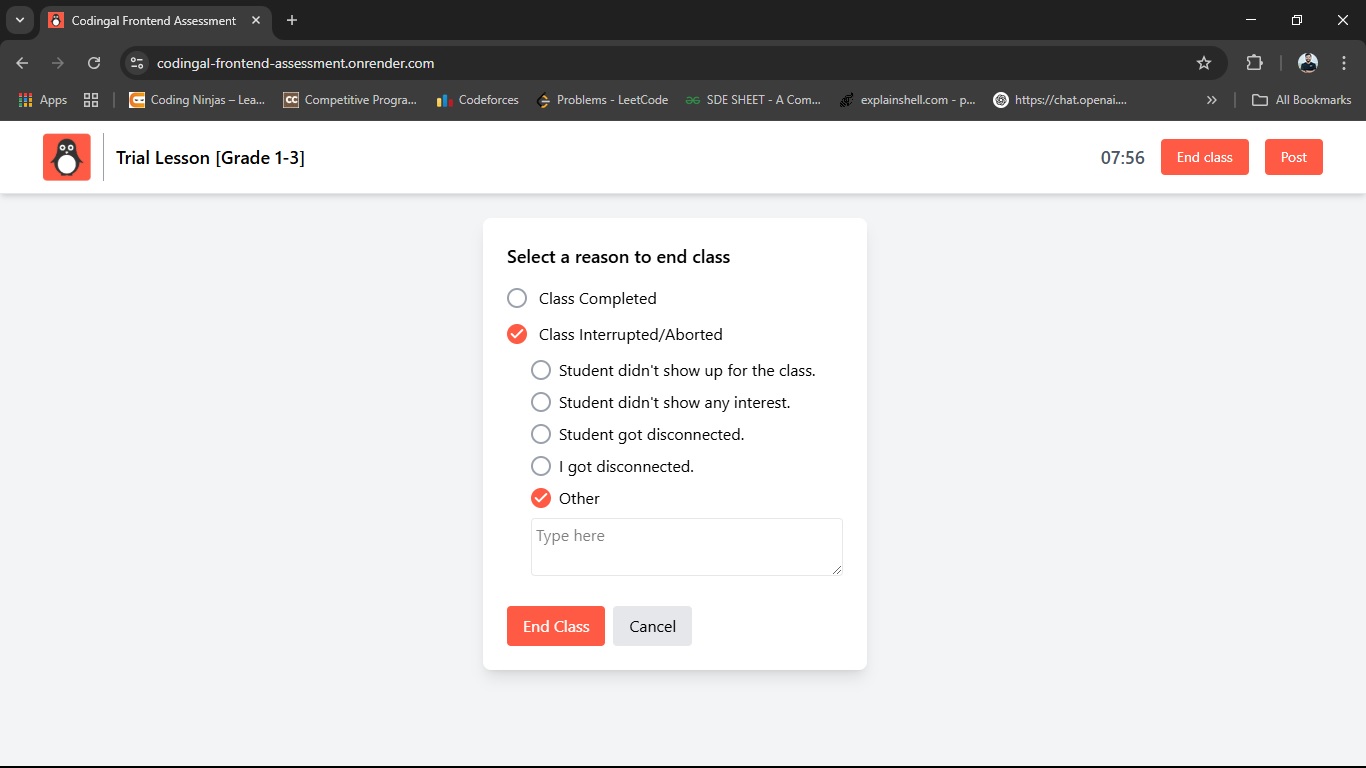 Codingal Frontend Assessment
codingal-frontend-assessment.onrender.com
Apps Coding Ninjas – Lea... CC Competitive Progra... Codeforces Problems - LeetCode SDE SHEET - A Com... explainshell.com - p... https://chat.openai.... » All Bookmarks
Trial Lesson [Grade 1-3] 07:56 End class Post
Select a reason to end class
Class Completed
Class Interrupted/Aborted
Student didn't show up for the class.
Student didn't show any interest.
Student got disconnected.
I got disconnected.
Other
Type here
End Class Cancel